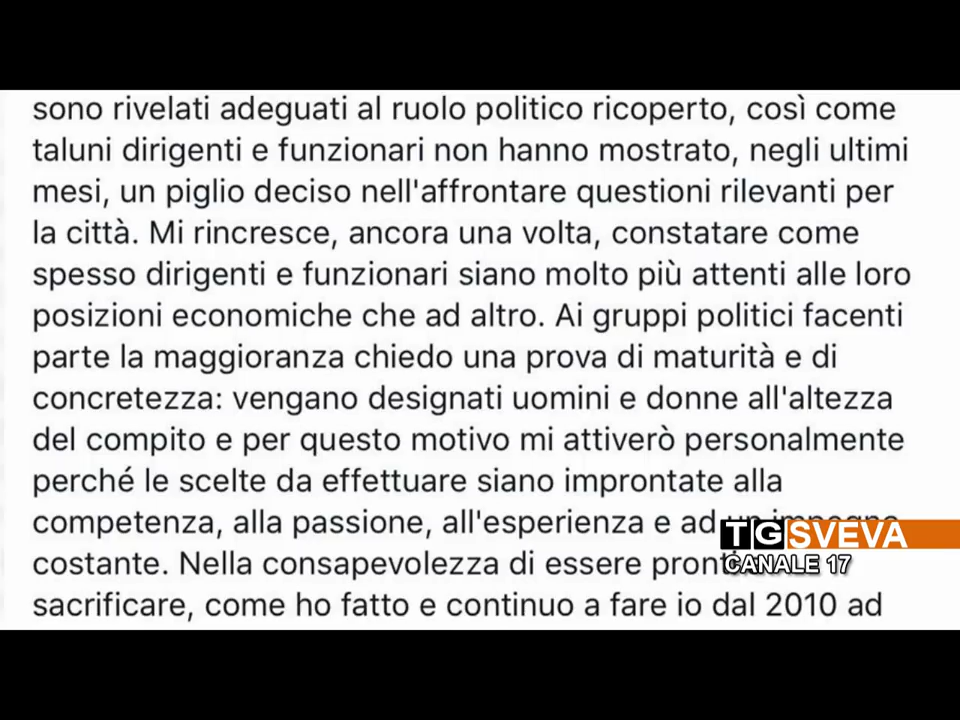 sono rivelati adeguati al ruolo politico ricoperto, così come
taluni dirigenti e funzionari non hanno mostrato, negli ultimi
mesi, un piglio deciso nell'affrontare questioni rilevanti per
la città. Mi rincresce, ancora una volta, constatare come
spesso dirigenti e funzionari siano molto più attenti alle loro
posizioni economiche che ad altro. Ai gruppi politici facenti
parte la maggioranza chiedo una prova di maturità e di
concretezza: vengano designati uomini e donne all'altezza
del compito e per questo motivo mi attiverò personalmente
perché le scelte da effettuare siano improntate alla
competenza, alla passione, all'esperienza e ad un impegno
costante. Nella consapevolezza di essere pronti
sacrificare, come ho fatto e continuo a fare io dal 2010 ad
TGSVEVA
CANALE 17